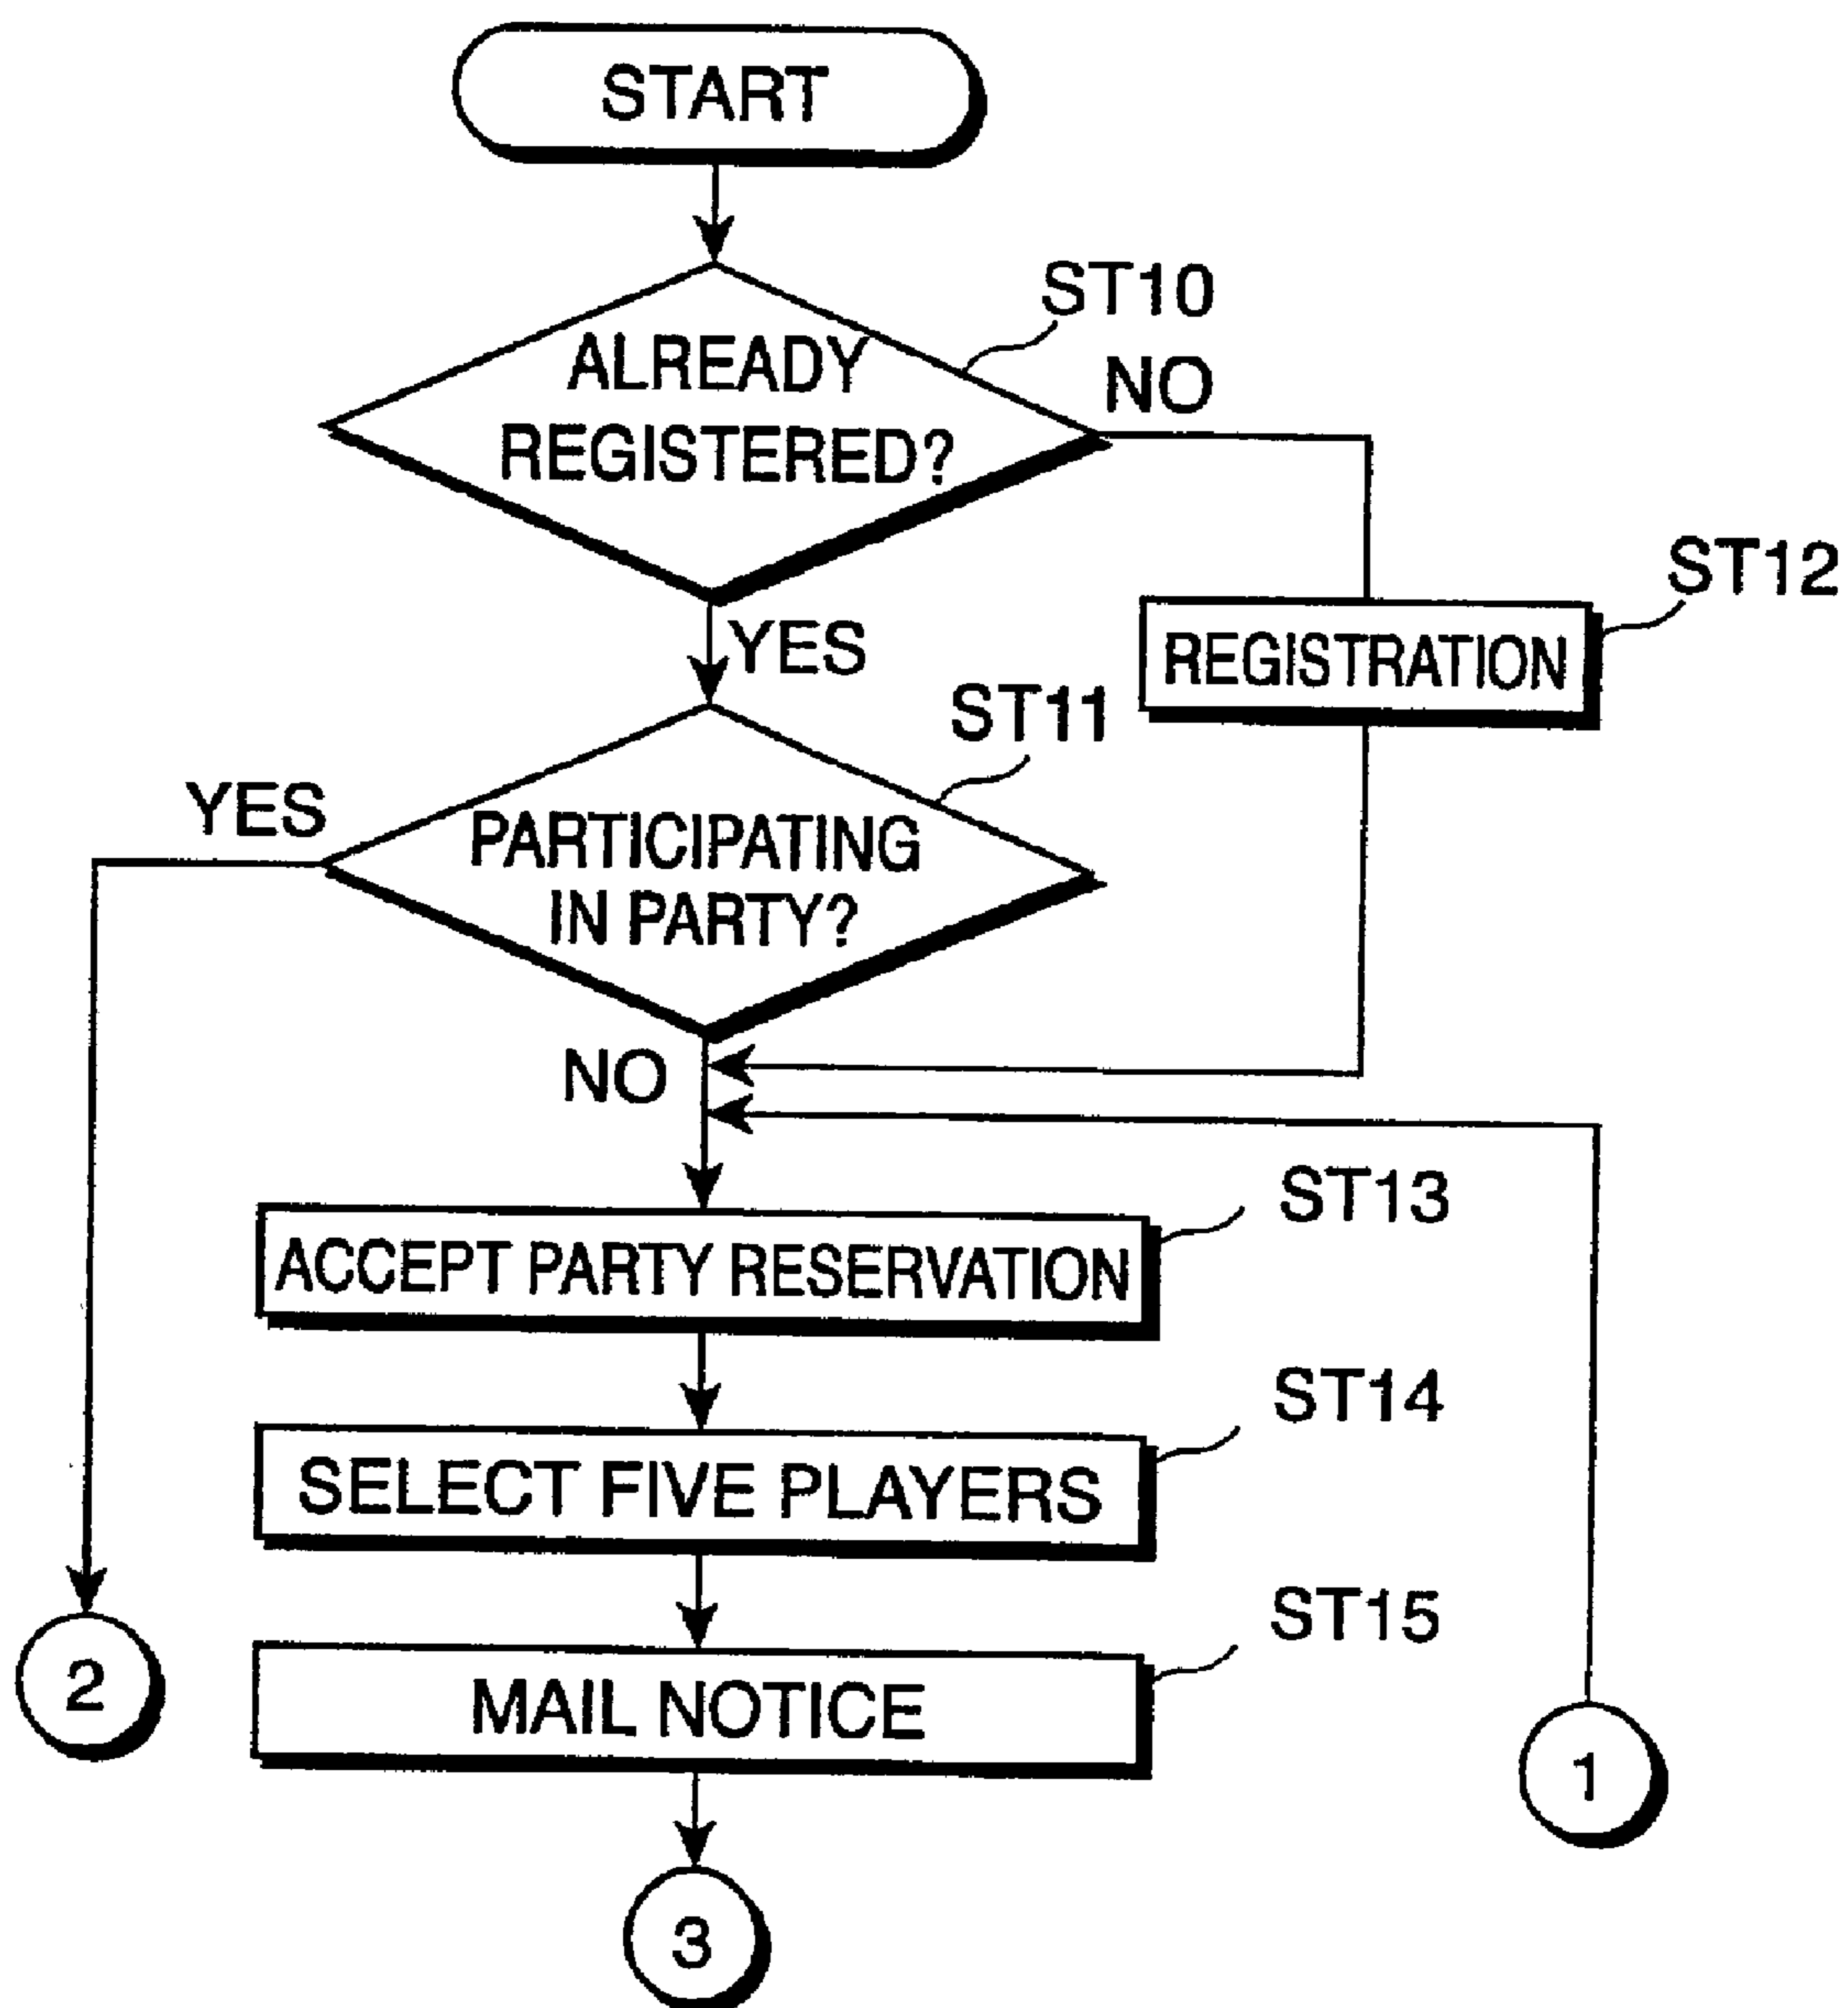 START
ST10
ALREADY
REGISTERED?
NO
ST12
REGISTRATION
YES
ST11
YES
PARTICIPATING
IN PARTY?
NO
ST13
ACCEPT PARTY RESERVATION
ST14
SELECT FIVE PLAYERS
ST15
MAIL NOTICE
2
1
3